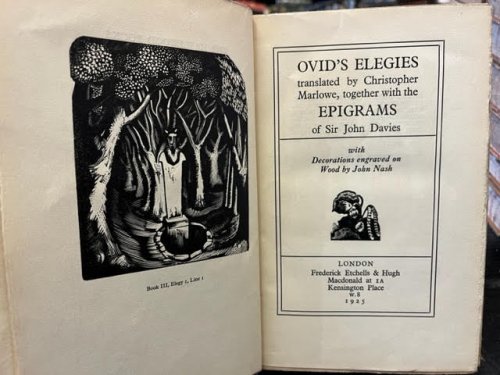 Book III, Elegy 5, Line 1
OVID'S ELEGIES
translated by Christopher
Marlowe, together with the
EPIGRAMS
of Sir John Davies
with
Decorations engraved on
Wood by John Nash
LONDON
Frederick Etchells & Hugh
Macdonald at 1A
Kensington Place
w.8
1925